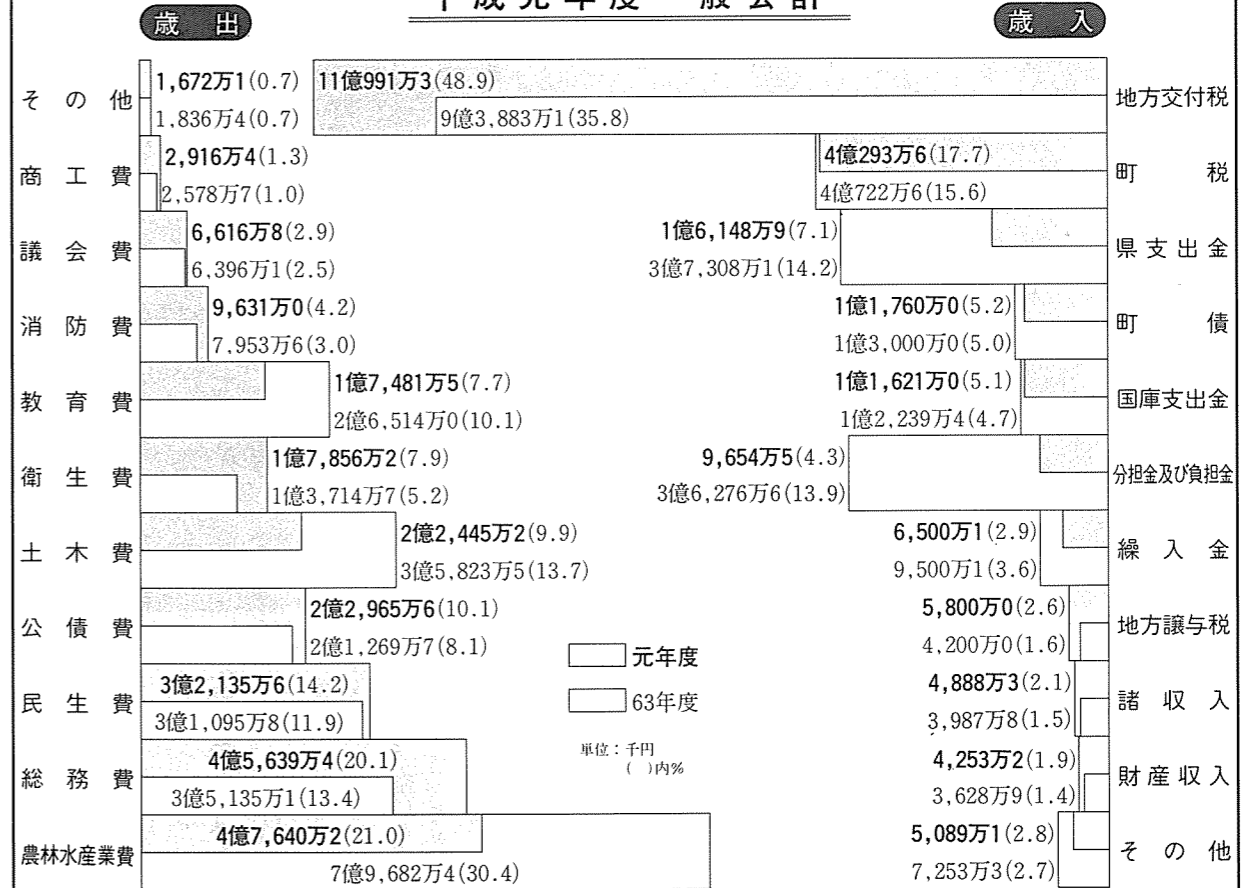 平成元年度一般会計
歳出
歳入
その他
1,672万1(0.7)
1,836万4(0.7)
商工費
2,916万4(1.3)
2,578万7(1.0)
議会費
6,616万8(2.9)
6,396万1(2.5)
消防費
9,631万0(4.2)
7,953万6(3.0)
教育費
1億7,481万5(7.7)
2億6,514万0(10.1)
衛生費
1億7,856万2(7.9)
1億3,714万7(5.2)
土木費
2億2,445万2(9.9)
3億5,823万5(13.7)
公債費
2億2,965万6(10.1)
2億1,269万7(8.1)
民生費
3億2,135万6(14.2)
3億1,095万8(11.9)
総務費
4億5,639万4(20.1)
3億5,135万1(13.4)
農林水産業費
4億7,640万2(21.0)
7億9,682万4(30.4)
元年度
63年度
単位:千円
( )内%
11億991万3(48.9)
9億3,883万1(35.8)
地方交付税
4億293万6(17.7)
4億722万6(15.6)
町税
1億6,148万9(7.1)
3億7,308万1(14.2)
県支出金
1億1,760万0(5.2)
1億3,000万0(5.0)
町債
1億1,621万0(5.1)
1億2,239万4(4.7)
国庫支出金
9,654万5(4.3)
3億6,276万6(13.9)
分担金及び負担金
6,500万1(2.9)
9,500万1(3.6)
繰入金
5,800万0(2.6)
4,200万0(1.6)
地方譲与税
4,888万3(2.1)
3,987万8(1.5)
諸収入
4,253万2(1.9)
3,628万9(1.4)
財産収入
5,089万1(2.8)
7,253万3(2.7)
その他